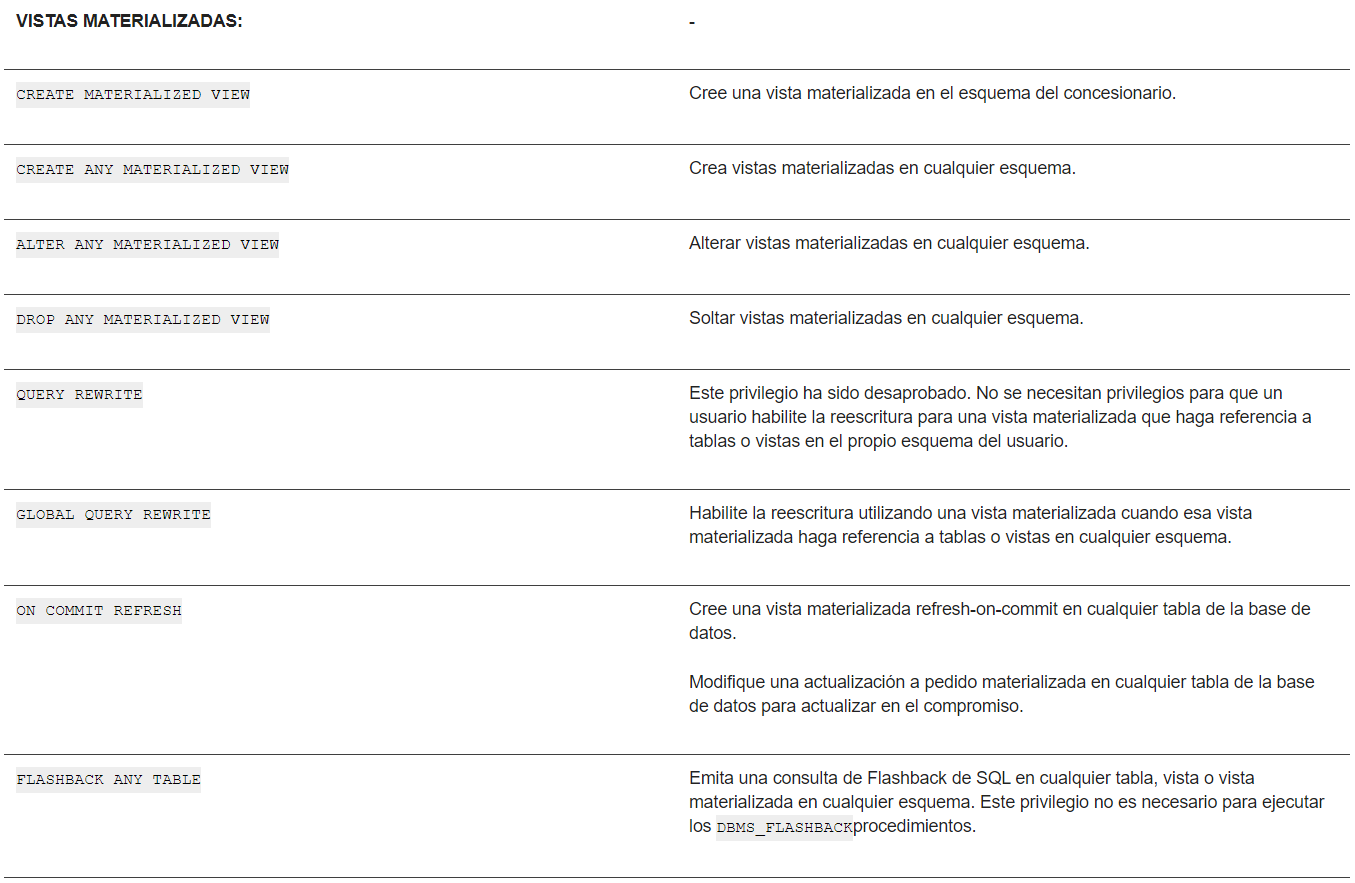 VISTAS MATERIALIZADAS:
-
CREATE MATERIALIZED VIEW
Cree una vista materializada en el esquema del concesionario.
CREATE ANY MATERIALIZED VIEW
Crea vistas materializadas en cualquier esquema.
ALTER ANY MATERIALIZED VIEW
Alterar vistas materializadas en cualquier esquema.
DROP ANY MATERIALIZED VIEW
Soltar vistas materializadas en cualquier esquema.
QUERY REWRITE
Este privilegio ha sido desaprobado. No se necesitan privilegios para que un
usuario habilite la reescritura para una vista materializada que haga referencia a
tablas o vistas en el propio esquema del usuario.
GLOBAL QUERY REWRITE
Habilite la reescritura utilizando una vista materializada cuando esa vista
materializada haga referencia a tablas o vistas en cualquier esquema.
ON COMMIT REFRESH
Cree una vista materializada refresh-on-commit en cualquier tabla de la base de
datos.
Modifique una actualización a pedido materializada en cualquier tabla de la base
de datos para actualizar en el compromiso.
FLASHBACK ANY TABLE
Emita una consulta de Flashback de SQL en cualquier tabla, vista o vista
materializada en cualquier esquema. Este privilegio no es necesario para ejecutar
los DBMS_FLASHBACKprocedimientos.